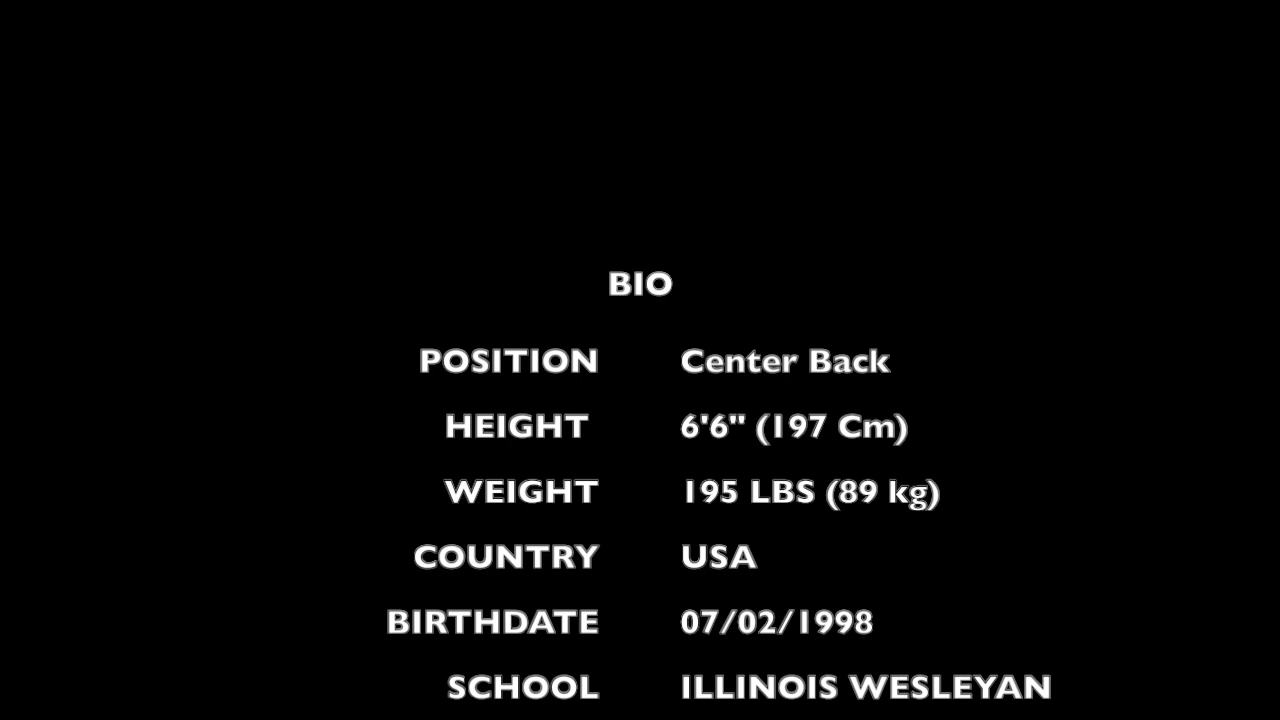 BIO
POSITION Center Back
HEIGHT 6'6" (197 Cm)
WEIGHT 195 LBS (89 kg)
COUNTRY USA
BIRTHDATE 07/02/1998
SCHOOL ILLINOIS WESLEYAN